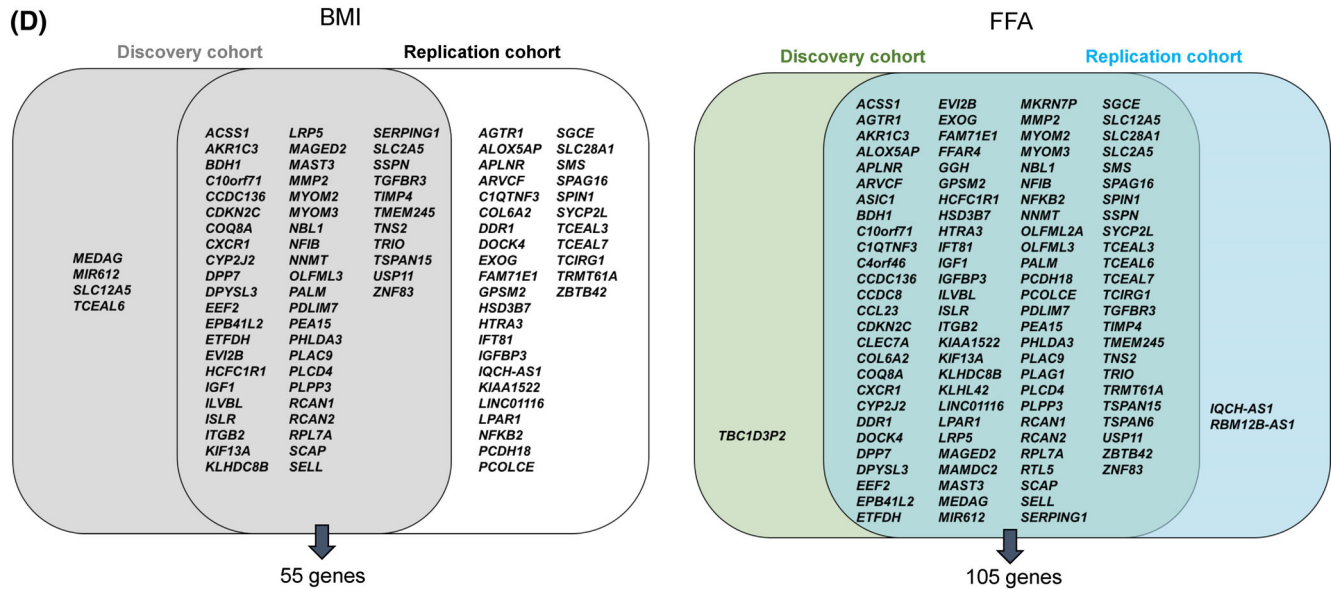 (D)
BMI
Discovery cohort
Replication cohort
MEDAG
MIR612
SLC12A5
TCEAL6
ACSS1
AKR1C3
BDH1
C10orf71
CCDC136
CDKN2C
COQ8A
CXCR1
CYP2J2
DPP7
DPYSL3
EEF2
EPB41L2
ETFDH
EVI2B
HCFC1R1
IGF1
ILVBL
ISLR
ITGB2
KIF13A
KLHDC8B
LRP5
MAGED2
MAST3
MMP2
MYOM2
MYOM3
NBL1
NFIB
NNMT
OLFML3
PALM
PDLIM7
PEA15
PHLDA3
PLAC9
PLCD4
PLPP3
RCAN1
RCAN2
RPL7A
SCAP
SELL
SERPING1
SLC2A5
SSPN
TGFBR3
TIMP4
TMEM245
TNS2
TRIO
TSPAN15
USP11
ZNF83
AGTR1
ALOX5AP
APLNR
ARVCF
C1QTNF3
COL6A2
DDR1
DOCK4
EXOG
FAM71E1
GPSM2
HSD3B7
HTRA3
IFT81
IGFBP3
IQCH-AS1
KIAA1522
LINC01116
LPAR1
NFKB2
PCDH18
PCOLCE
SGCE
SLC28A1
SMS
SPAG16
SPIN1
SYCP2L
TCEAL3
TCEAL7
TCIRG1
TRMT61A
ZBTB42
55 genes
FFA
Discovery cohort
Replication cohort
TBC1D3P2
ACSS1
AGTR1
AKR1C3
ALOX5AP
APLNR
ARVCF
ASIC1
BDH1
C10orf71
C1QTNF3
C4orf46
CCDC136
CCDC8
CCL23
CDKN2C
CLEC7A
COL6A2
COQ8A
CXCR1
CYP2J2
DDR1
DOCK4
DPP7
DPYSL3
EEF2
EPB41L2
ETFDH
EVI2B
EXOG
FAM71E1
FFAR4
GGH
GPSM2
HCFC1R1
HSD3B7
HTRA3
IFT81
IGF1
IGFBP3
ILVBL
ISLR
ITGB2
KIAA1522
KIF13A
KLHDC8B
KLHL42
LINC01116
LPAR1
LRP5
MAGED2
MAMDC2
MAST3
MEDAG
MIR612
MKRN7P
MMP2
MYOM2
MYOM3
NBL1
NFIB
NFKB2
NNMT
OLFML2A
OLFML3
PALM
PCDH18
PCOLCE
PDLIM7
PEA15
PHLDA3
PLAC9
PLAG1
PLCD4
PLPP3
RCAN1
RCAN2
RPL7A
RTL5
SCAP
SELL
SERPING1
SGCE
SLC12A5
SLC28A1
SLC2A5
SMS
SPAG16
SPIN1
SSPN
SYCP2L
TCEAL3
TCEAL6
TCEAL7
TCIRG1
TGFBR3
TIMP4
TMEM245
TNS2
TRIO
TRMT61A
TSPAN15
TSPAN6
USP11
ZBTB42
ZNF83
IQCH-AS1
RBM12B-AS1
105 genes